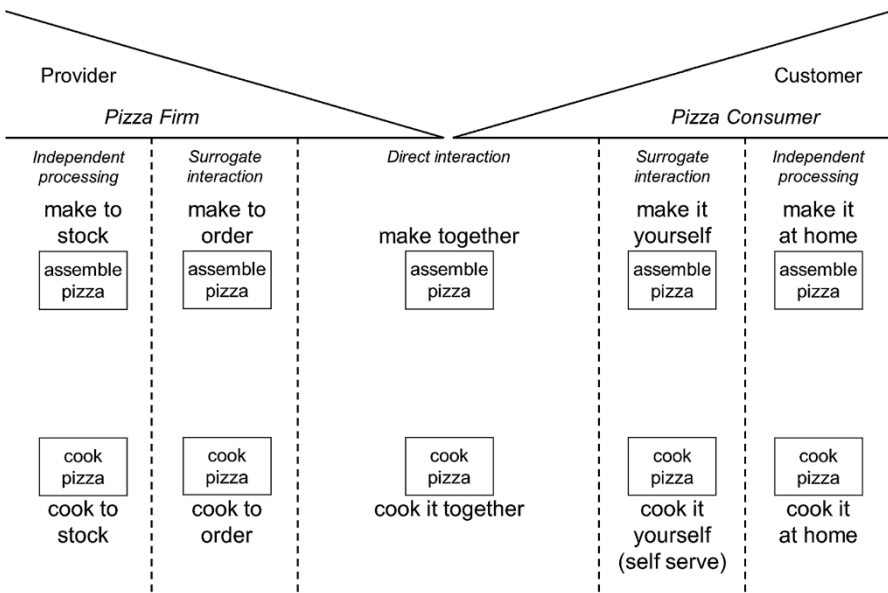 Provider
Customer
Pizza Firm
Pizza Consumer
Independent
processing
Surrogate
interaction
Direct interaction
Surrogate
interaction
Independent
processing
make to
stock
make to
order
make together
make it
yourself
make it
at home
assemble
pizza
assemble
pizza
assemble
pizza
assemble
pizza
assemble
pizza
cook
pizza
cook
pizza
cook
pizza
cook
pizza
cook
pizza
cook to
stock
cook to
order
cook it together
cook it
yourself
(self serve)
cook it
at home